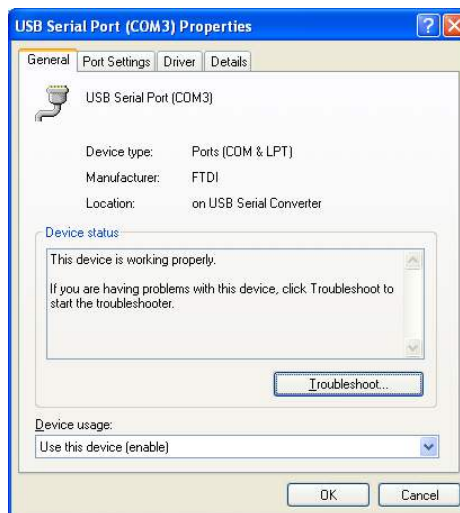 USB Serial Port (COM3) Properties
General Port Settings Driver Details
USB Serial Port (COM3)
Device type: Ports (COM & LPT)
Manufacturer: FTDI
Location: on USB Serial Converter
Device status
This device is working properly.
If you are having problems with this device, click Troubleshoot to
start the troubleshooter.
Troubleshoot...
Device usage:
Use this device (enable)
OK Cancel